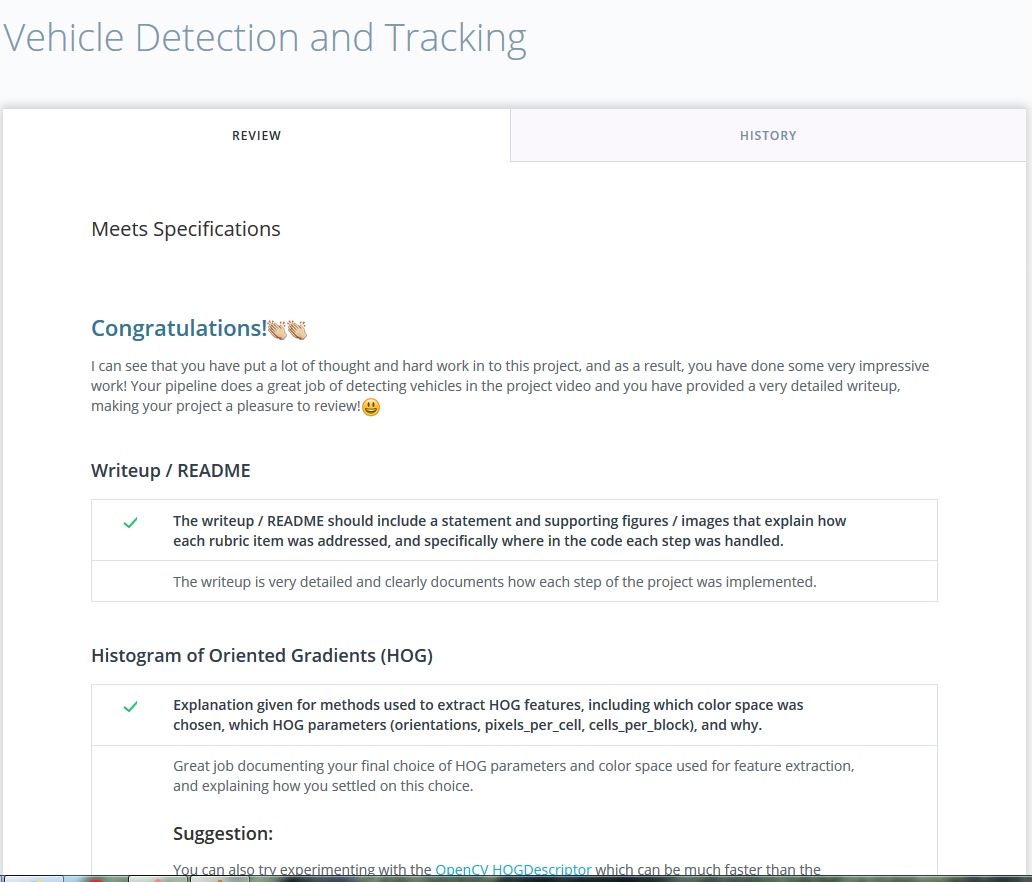 Vehicle Detection and Tracking
REVIEW
HISTORY
Meets Specifications
Congratulations!👏🏼👏🏼
I can see that you have put a lot of thought and hard work in to this project, and as a result, you have done some very impressive
work! Your pipeline does a great job of detecting vehicles in the project video and you have provided a very detailed writeup,
making your project a pleasure to review!😃
Writeup / README
The writeup / README should include a statement and supporting figures / images that explain how
each rubric item was addressed, and specifically where in the code each step was handled.
The writeup is very detailed and clearly documents how each step of the project was implemented.
Histogram of Oriented Gradients (HOG)
Explanation given for methods used to extract HOG features, including which color space was
chosen, which HOG parameters (orientations, pixels_per_cell, cells_per_block), and why.
Great job documenting your final choice of HOG parameters and color space used for feature extraction,
and explaining how you settled on this choice.
Suggestion:
You can also try experimenting with the OpenCV HOGDescriptor which can be much faster than the